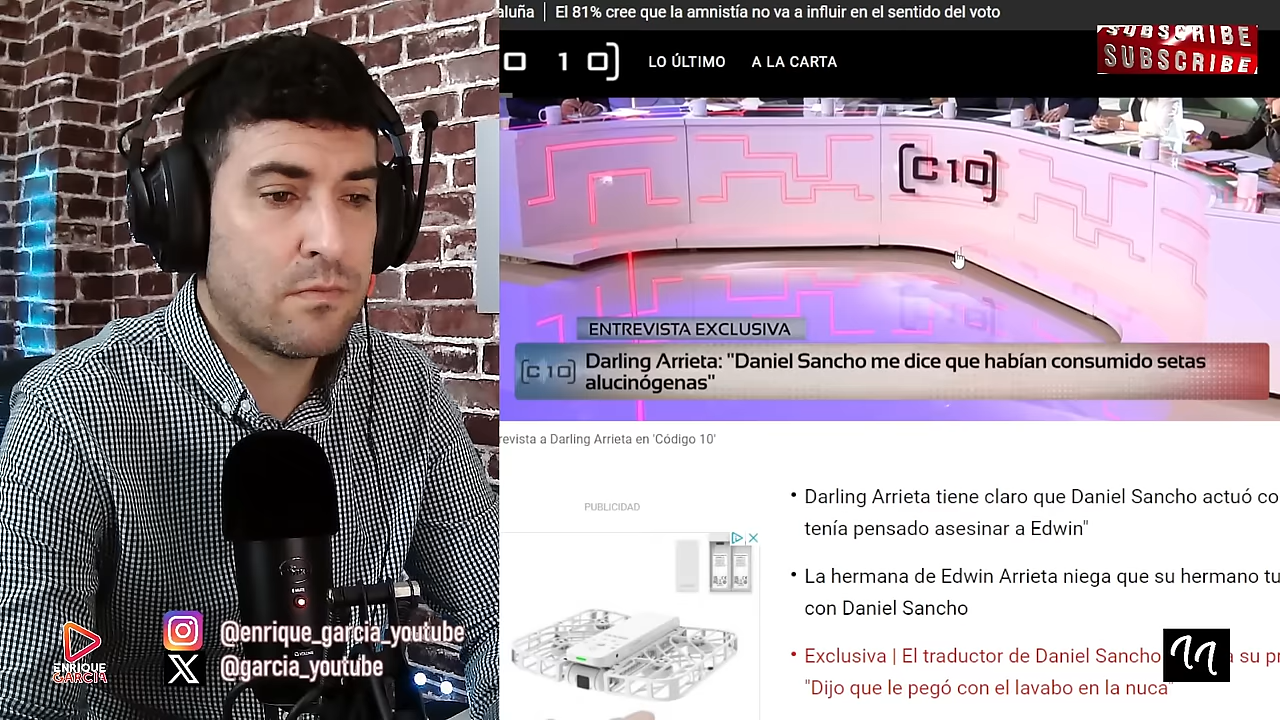 aluña | El 81% cree que la amnistía no va a influir en el sentido del voto
SUBSCRIBE
SUBSCRIBE
10] LO ÚLTIMO A LA CARTA
[C10]
ENTREVISTA EXCLUSIVA
[C10] Darling Arrieta: "Daniel Sancho me dice que habían consumido setas
alucinógenas"
revista a Darling Arrieta en 'Código 10'
PUBLICIDAD
• Darling Arrieta tiene claro que Daniel Sancho actuó co
tenía pensado asesinar a Edwin"
• La hermana de Edwin Arrieta niega que su hermano tu
con Daniel Sancho
• Exclusiva | El traductor de Daniel Sancho a su pr
"Dijo que le pegó con el lavabo en la nuca"
ENRIQUE
GARCIA
@enrique_garcia_youtube
@garcia_youtube